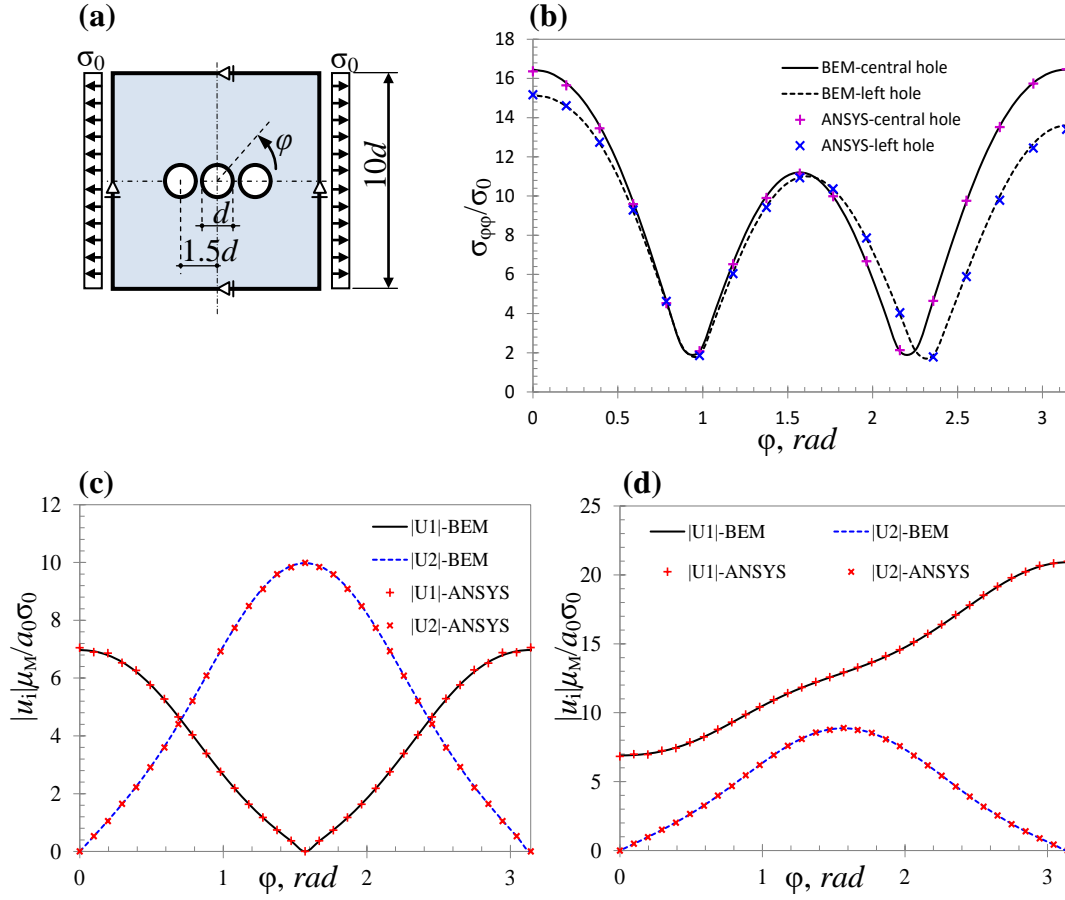 (a)
σ0 σ0
φ
d
1.5d
10d
(b)
σφφ/σ0
18
16
14
12
10
8
6
4
2
0
BEM-central hole
BEM-left hole
ANSYS-central hole
ANSYS-left hole
0 0.5 1 1.5 2 2.5 3
φ, rad
(c)
|ui|μM/a0σ0
12
10
8
6
4
2
0
|U1|-BEM
|U2|-BEM
|U1|-ANSYS
|U2|-ANSYS
0 1 2 3
φ, rad
(d)
|ui|μM/a0σ0
25
20
15
10
5
0
|U1|-BEM |U2|-BEM
|U1|-ANSYS |U2|-ANSYS
0 1 2 3
φ, rad